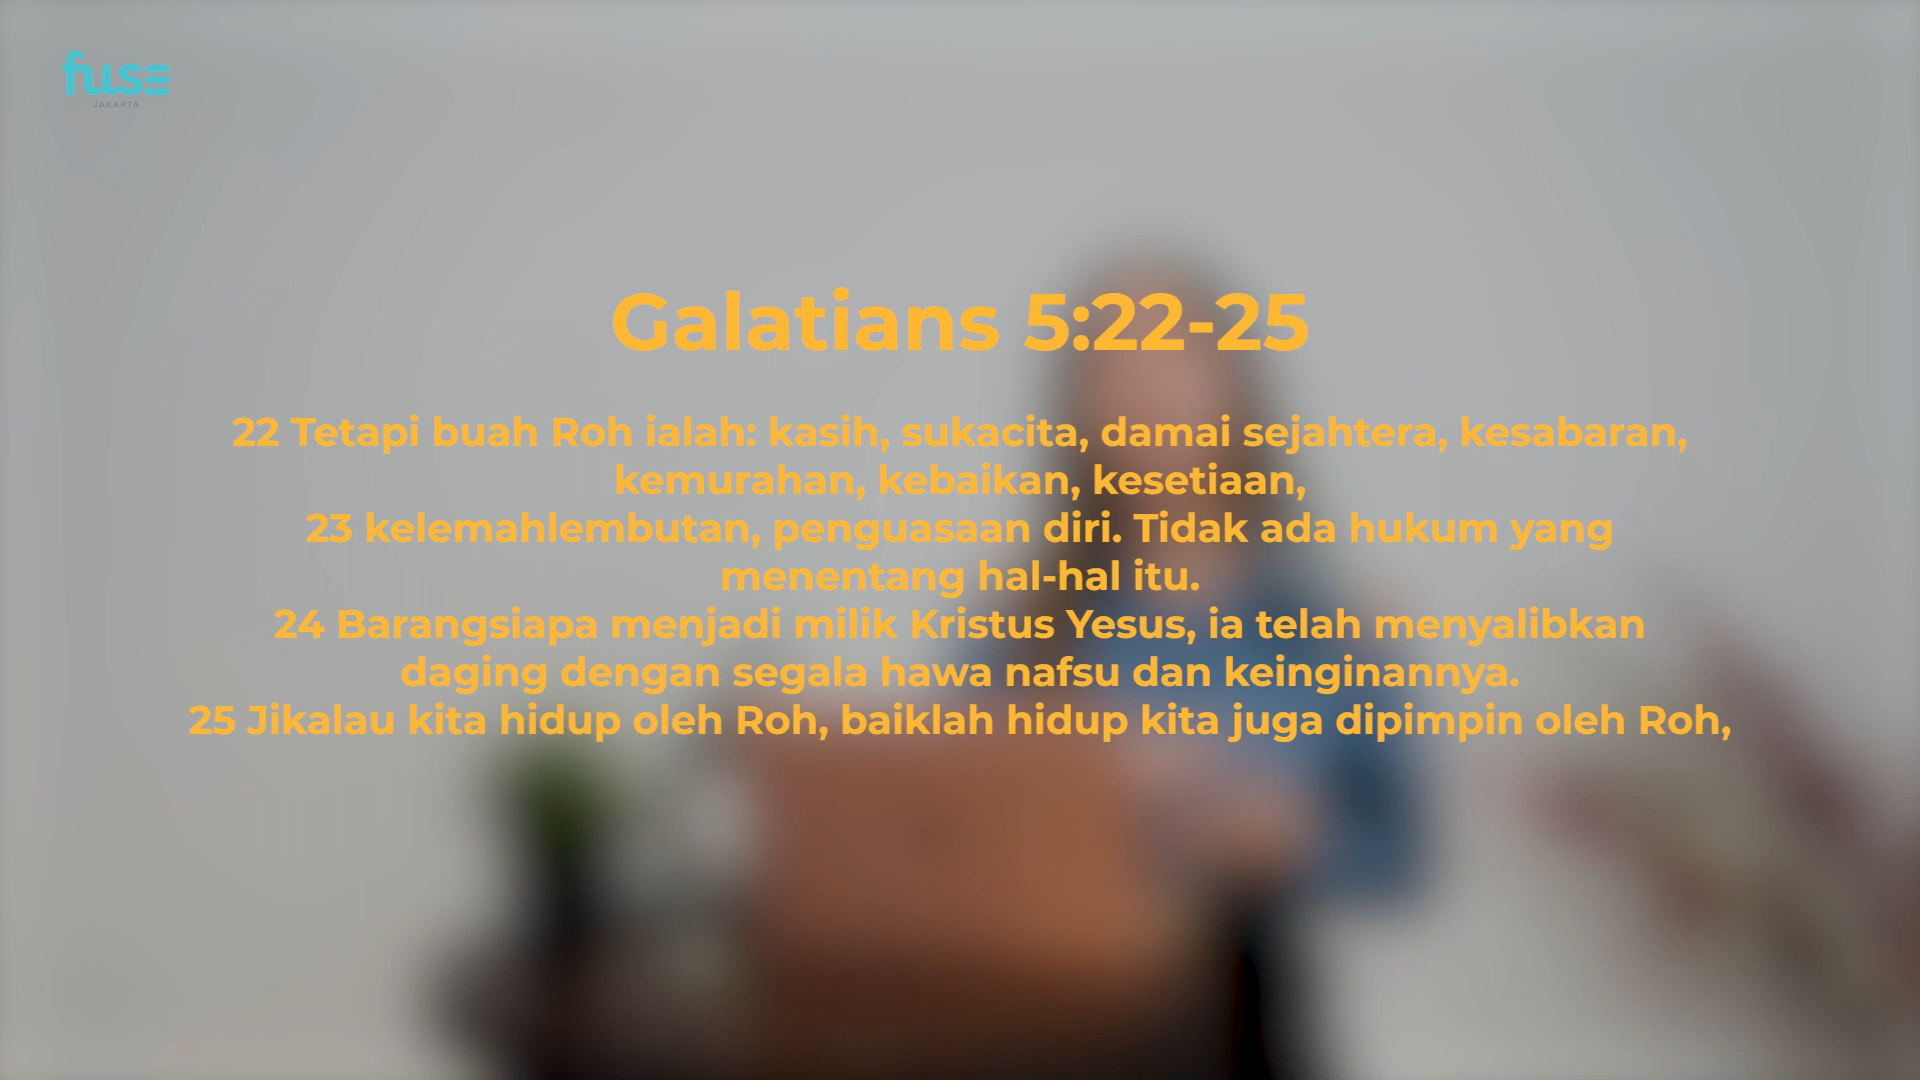 fuse
JAKARTA
Galatians 5:22-25
22 Tetapi buah Roh ialah: kasih, sukacita, damai sejahtera, kesabaran,
kemurahan, kebaikan, kesetiaan,
23 kelemahlembutan, penguasaan diri. Tidak ada hukum yang
menentang hal-hal itu.
24 Barangsiapa menjadi milik Kristus Yesus, ia telah menyalibkan
daging dengan segala hawa nafsu dan keinginannya.
25 Jikalau kita hidup oleh Roh, baiklah hidup kita juga dipimpin oleh Roh,